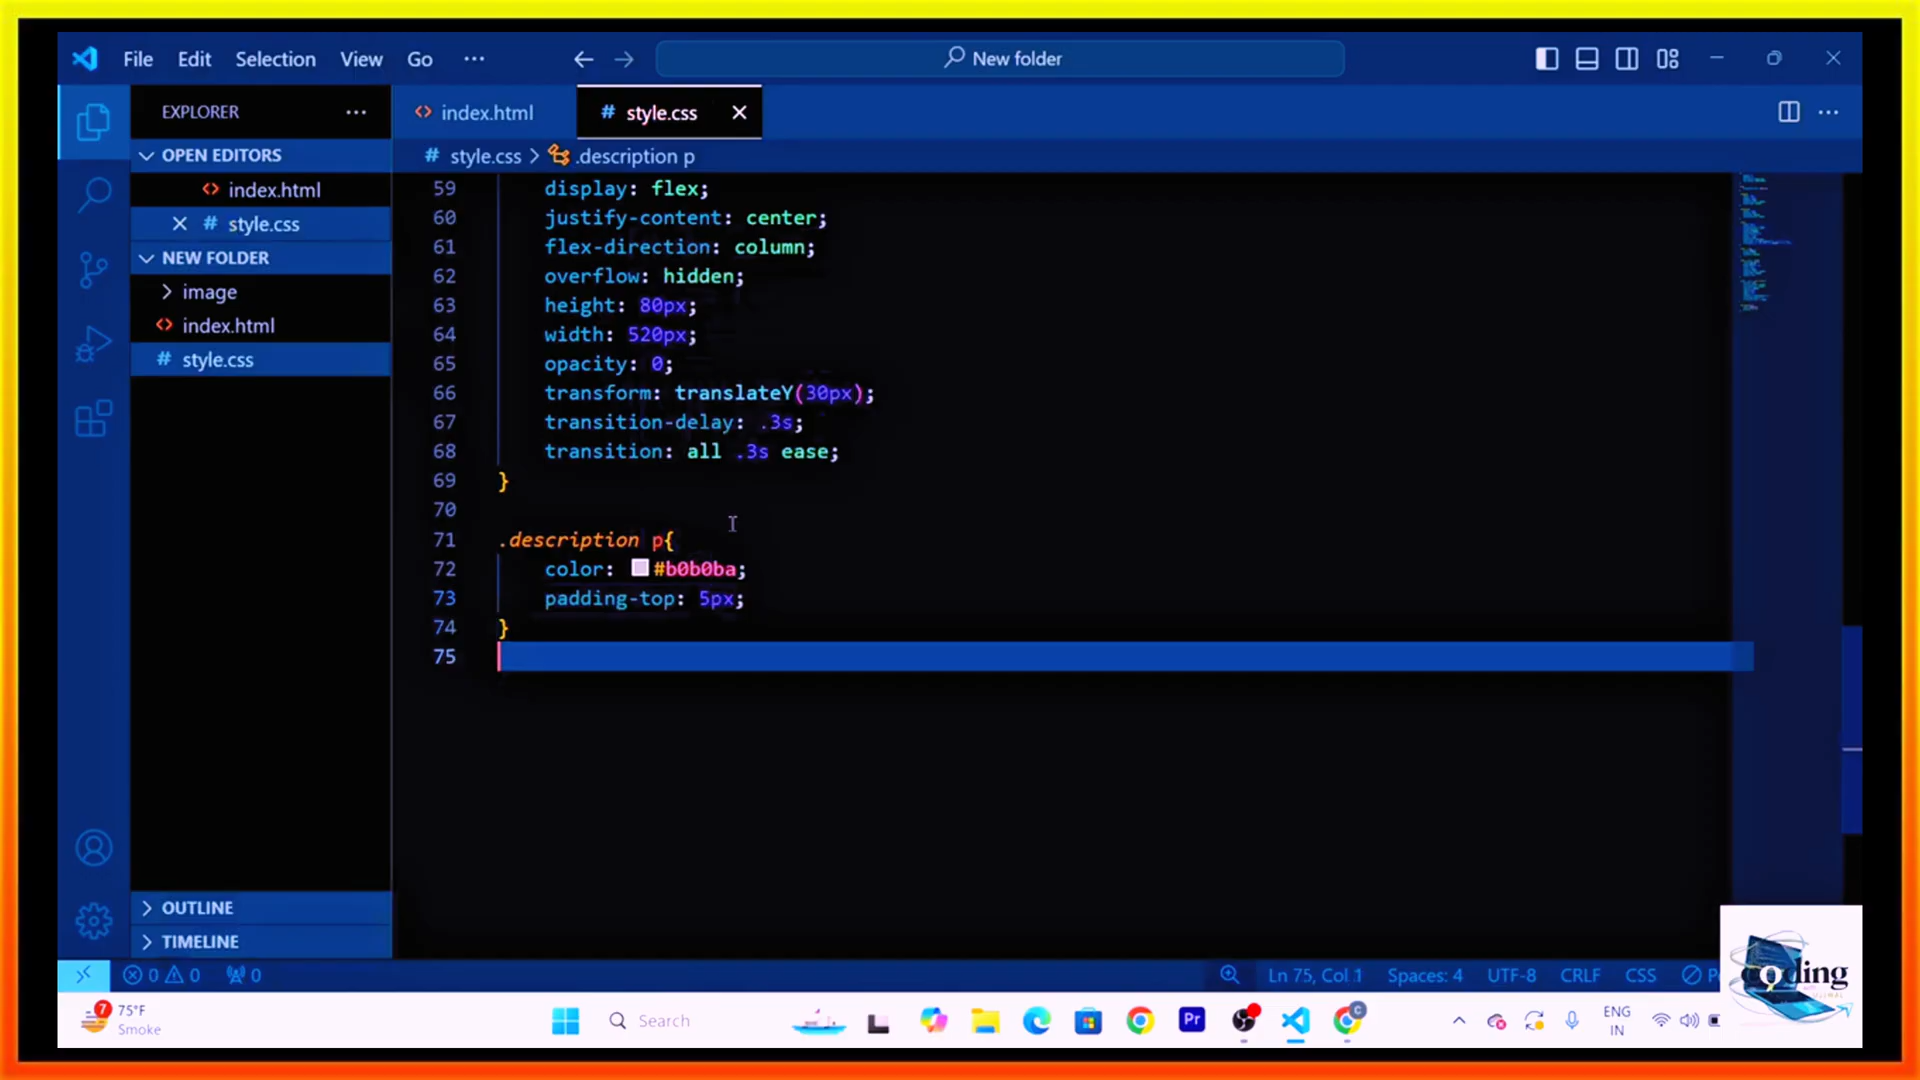 File Edit Selection View Go ··· New folder
EXPLORER ···
index.html
style.css
OPEN EDITORS
index.html
style.css
NEW FOLDER
image
index.html
style.css
OUTLINE
TIMELINE
# style.css > .description p
59 display: flex;
60 justify-content: center;
61 flex-direction: column;
62 overflow: hidden;
63 height: 80px;
64 width: 520px;
65 opacity: 0;
66 transform: translateY(30px);
67 transition-delay: .3s;
68 transition: all .3s ease;
69 }
70
71 .description p{
72 color: #b0b0ba;
73 padding-top: 5px;
74 }
75
0 0 0
Ln 75, Col 1 Spaces: 4 UTF-8 CRLF CSS
coding
7 75°F
Smoke
Search
Pr
C
ENG
IN